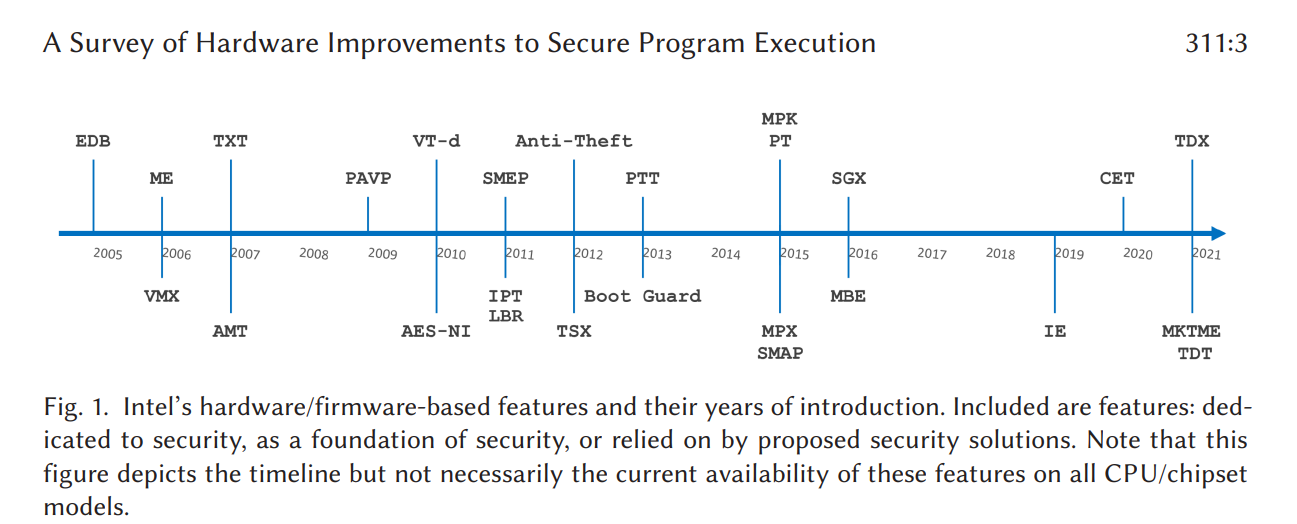 A Survey of Hardware Improvements to Secure Program Execution 311:3
MPK
EDB TXT VT-d Anti-Theft PT TDX
ME PAVP SMEP PTT SGX CET
2005 2006 2007 2008 2009 2010 2011 2012 2013 2014 2015 2016 2017 2018 2019 2020 2021
VMX IPT Boot Guard MBE
LBR
AMT AES-NI TSX MPX IE MKTME
SMAP TDT
Fig. 1. Intel's hardware/firmware-based features and their years of introduction. Included are features: ded-
icated to security, as a foundation of security, or relied on by proposed security solutions. Note that this
figure depicts the timeline but not necessarily the current availability of these features on all CPU/chipset
models.